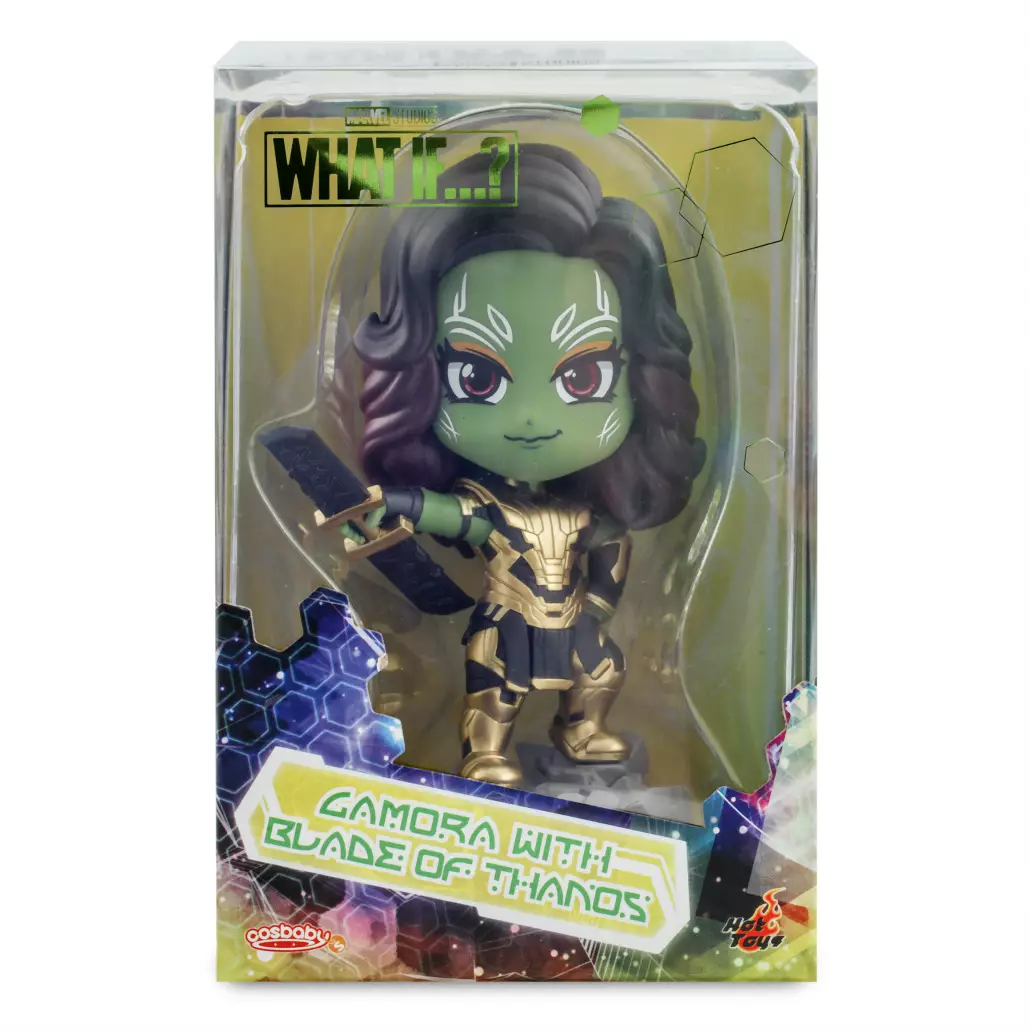 MARVEL STUDIOS
WHAT IF...?
GAMORA WITH
BLADE OF THANOS
cosbaby
S
Hot
Toys